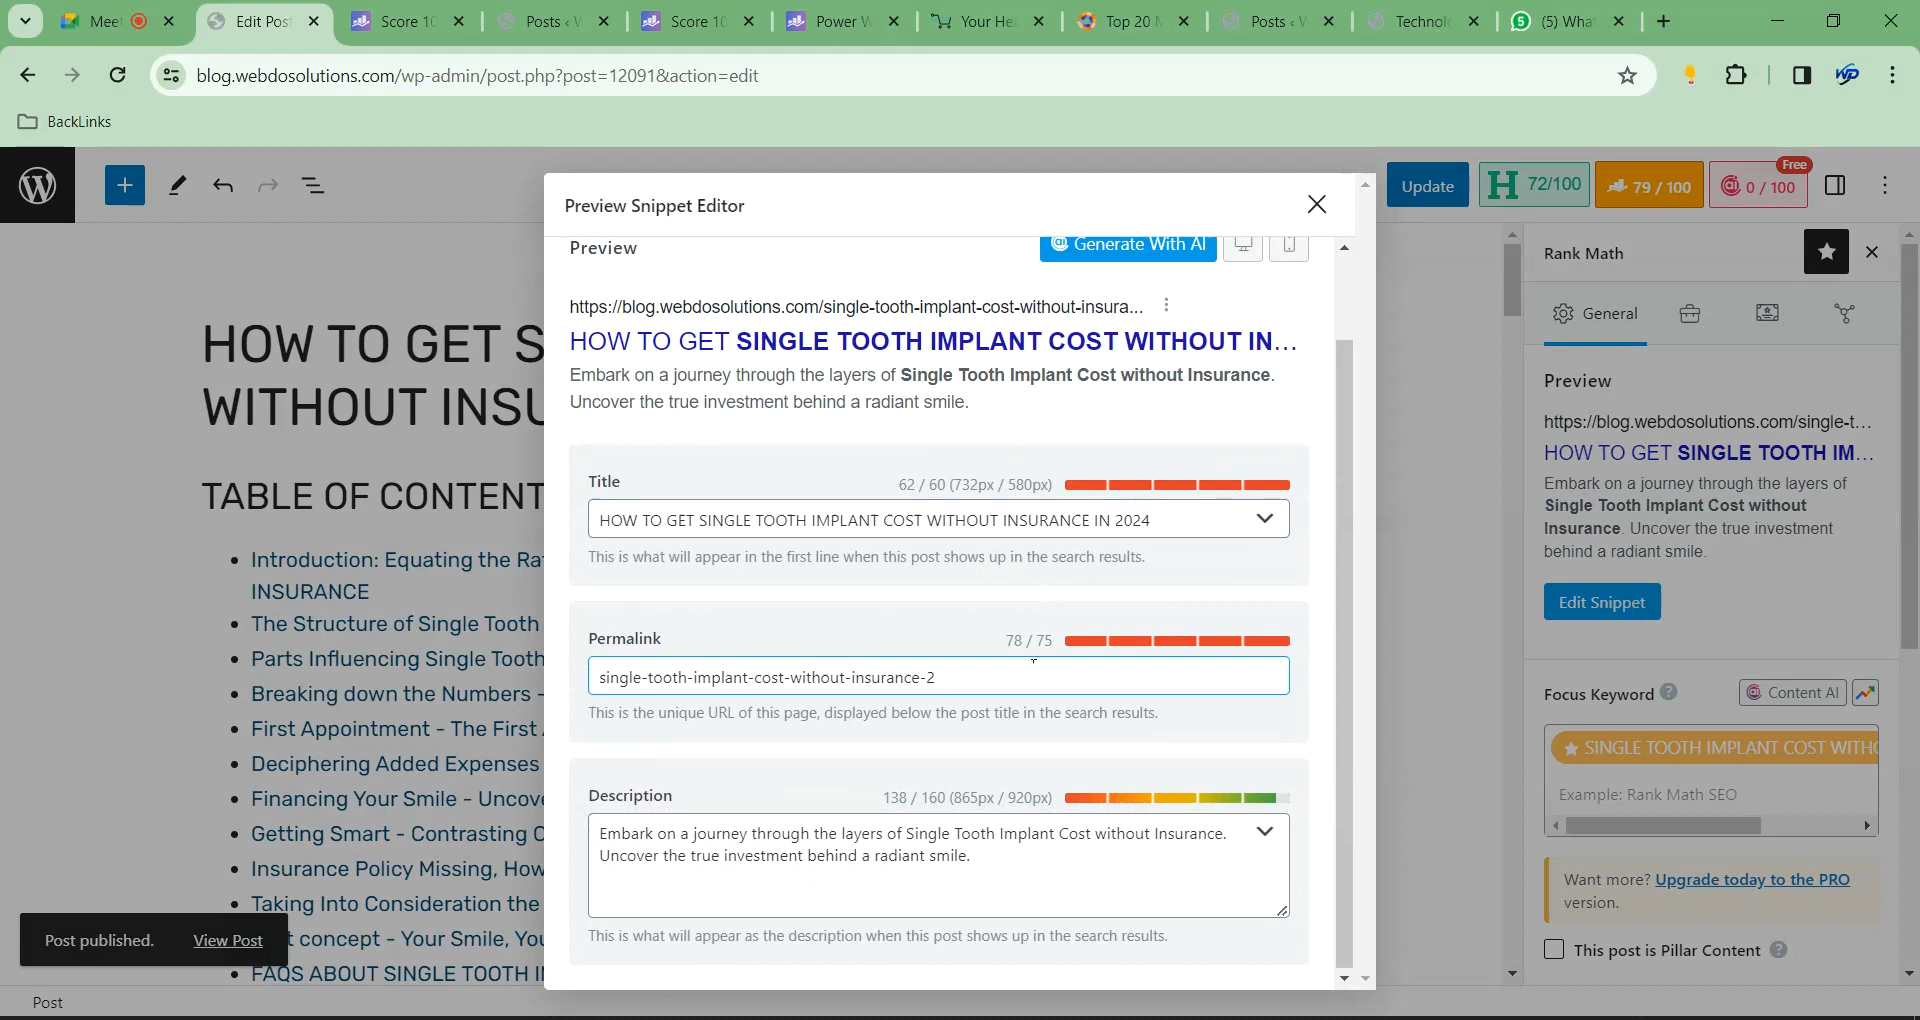 Meet
Edit Pos
Score 10
Posts ‹ W
Score 10
Power W
Your He
Top 20
Posts ‹ W
Technol
5
(5) Wha
blog.webdosolutions.com/wp-admin/post.php?post=12091&action=edit
BackLinks
Update
H 72/100
79 / 100
0 / 100
Free
Preview Snippet Editor
Preview
Generate With AI
https://blog.webdosolutions.com/single-tooth-implant-cost-without-insura...
HOW TO GET SINGLE TOOTH IMPLANT COST WITHOUT IN...
Embark on a journey through the layers of Single Tooth Implant Cost without Insurance.
Uncover the true investment behind a radiant smile.
Title
62 / 60 (732px / 580px)
HOW TO GET SINGLE TOOTH IMPLANT COST WITHOUT INSURANCE IN 2024
This is what will appear in the first line when this post shows up in the search results.
Permalink
78 / 75
single-tooth-implant-cost-without-insurance-2
This is the unique URL of this page, displayed below the post title in the search results.
Description
138 / 160 (865px / 920px)
Embark on a journey through the layers of Single Tooth Implant Cost without Insurance.
Uncover the true investment behind a radiant smile.
This is what will appear as the description when this post shows up in the search results.
HOW TO GET S
WITHOUT INSU
TABLE OF CONTENT
Introduction: Equating the Ra
INSURANCE
The Structure of Single Tooth
Parts Influencing Single Tooth
Breaking down the Numbers -
First Appointment - The First
Deciphering Added Expenses
Financing Your Smile - Uncove
Getting Smart - Contrasting C
Insurance Policy Missing, How
Taking Into Consideration the
t concept - Your Smile, You
FAQS ABOUT SINGLE TOOTH I
Post published.
View Post
Post
Rank Math
General
Preview
https://blog.webdosolutions.com/single-t...
HOW TO GET SINGLE TOOTH IM...
Embark on a journey through the layers of
Single Tooth Implant Cost without
Insurance. Uncover the true investment
behind a radiant smile.
Edit Snippet
Focus Keyword
Content AI
SINGLE TOOTH IMPLANT COST WITHO
Example: Rank Math SEO
Want more? Upgrade today to the PRO
version.
This post is Pillar Content